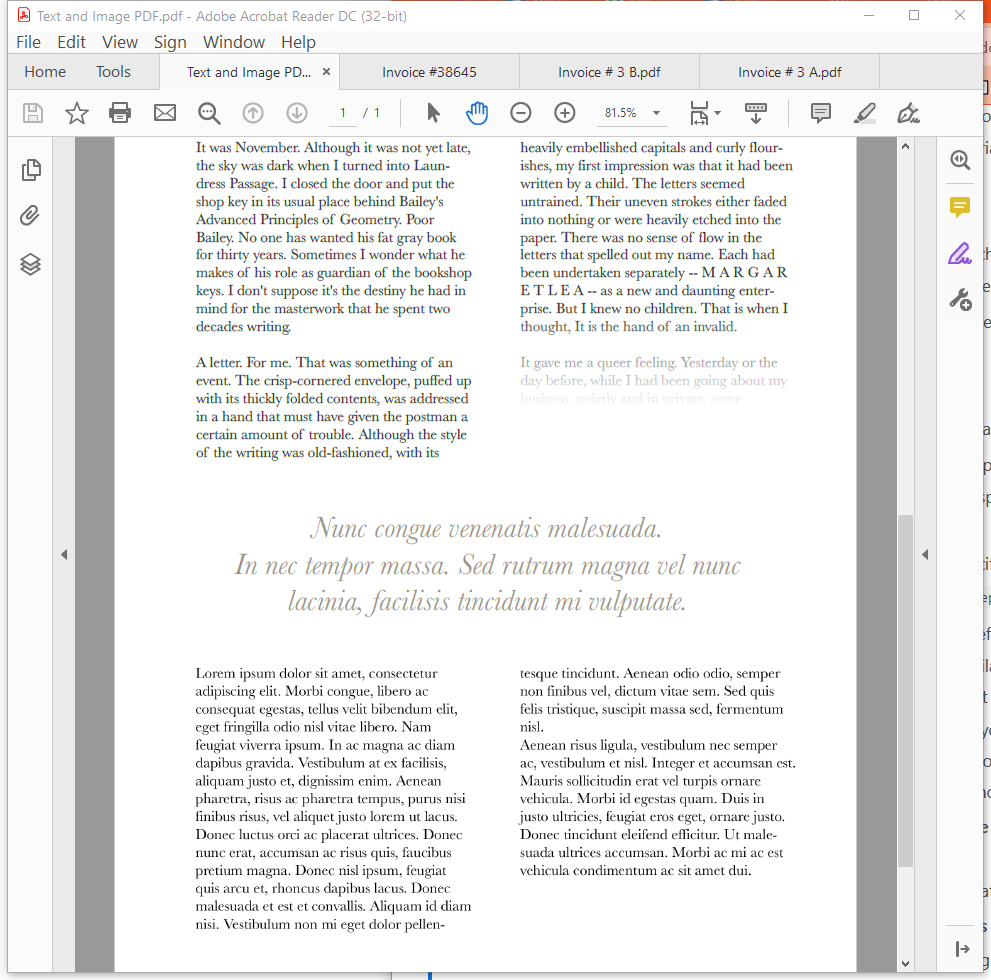 Text and Image PDF.pdf - Adobe Acrobat Reader DC (32-bit)
File Edit View Sign Window Help
Home Tools Text and Image PD... × Invoice #38645 Invoice # 3 B.pdf Invoice # 3 A.pdf
1 / 1 81.5%
It was November. Although it was not yet late,
the sky was dark when I turned into Laun-
dress Passage. I closed the door and put the
shop key in its usual place behind Bailey's
Advanced Principles of Geometry. Poor
Bailey. No one has wanted his fat gray book
for thirty years. Sometimes I wonder what he
makes of his role as guardian of the bookshop
keys. I don't suppose it's the destiny he had in
mind for the masterwork that he spent two
decades writing.
A letter. For me. That was something of an
event. The crisp-cornered envelope, puffed up
with its thickly folded contents, was addressed
in a hand that must have given the postman a
certain amount of trouble. Although the style
of the writing was old-fashioned, with its
heavily embellished capitals and curly flour-
ishes, my first impression was that it had been
written by a child. The letters seemed
untrained. Their uneven strokes either faded
into nothing or were heavily etched into the
paper. There was no sense of flow in the
letters that spelled out my name. Each had
been undertaken separately -- M A R G A R
E T L E A -- as a new and daunting enter-
prise. But I knew no children. That is when I
thought, It is the hand of an invalid.
It gave me a queer feeling. Yesterday or the
day before, while I had been going about my
business, quietly and in private, some
Nunc congue venenatis malesuada.
In nec tempor massa. Sed rutrum magna vel nunc
lacinia, facilisis tincidunt mi vulputate.
Lorem ipsum dolor sit amet, consectetur
adipiscing elit. Morbi congue, libero ac
consequat egestas, tellus velit bibendum elit,
eget fringilla odio nisl vitae libero. Nam
feugiat viverra ipsum. In ac magna ac diam
dapibus gravida. Vestibulum at ex facilisis,
aliquam justo et, dignissim enim. Aenean
pharetra, risus ac pharetra tempus, purus nisi
finibus risus, vel aliquet justo lorem ut lacus.
Donec luctus orci ac placerat ultrices. Donec
nunc erat, accumsan ac risus quis, faucibus
pretium magna. Donec nisl ipsum, feugiat
quis arcu et, rhoncus dapibus lacus. Donec
malesuada et est et convallis. Aliquam id diam
nisi. Vestibulum non mi eget dolor pellen-
tesque tincidunt. Aenean odio odio, semper
non finibus vel, dictum vitae sem. Sed quis
felis tristique, suscipit massa sed, fermentum
nisl.
Aenean risus ligula, vestibulum nec semper
ac, vestibulum et nisl. Integer et accumsan est.
Mauris sollicitudin erat vel turpis ornare
vehicula. Morbi id egestas quam. Duis in
justo ultricies, feugiat eros eget, ornare justo.
Donec tincidunt eleifend efficitur. Ut male-
suada ultrices accumsan. Morbi ac mi ac est
vehicula condimentum ac sit amet dui.